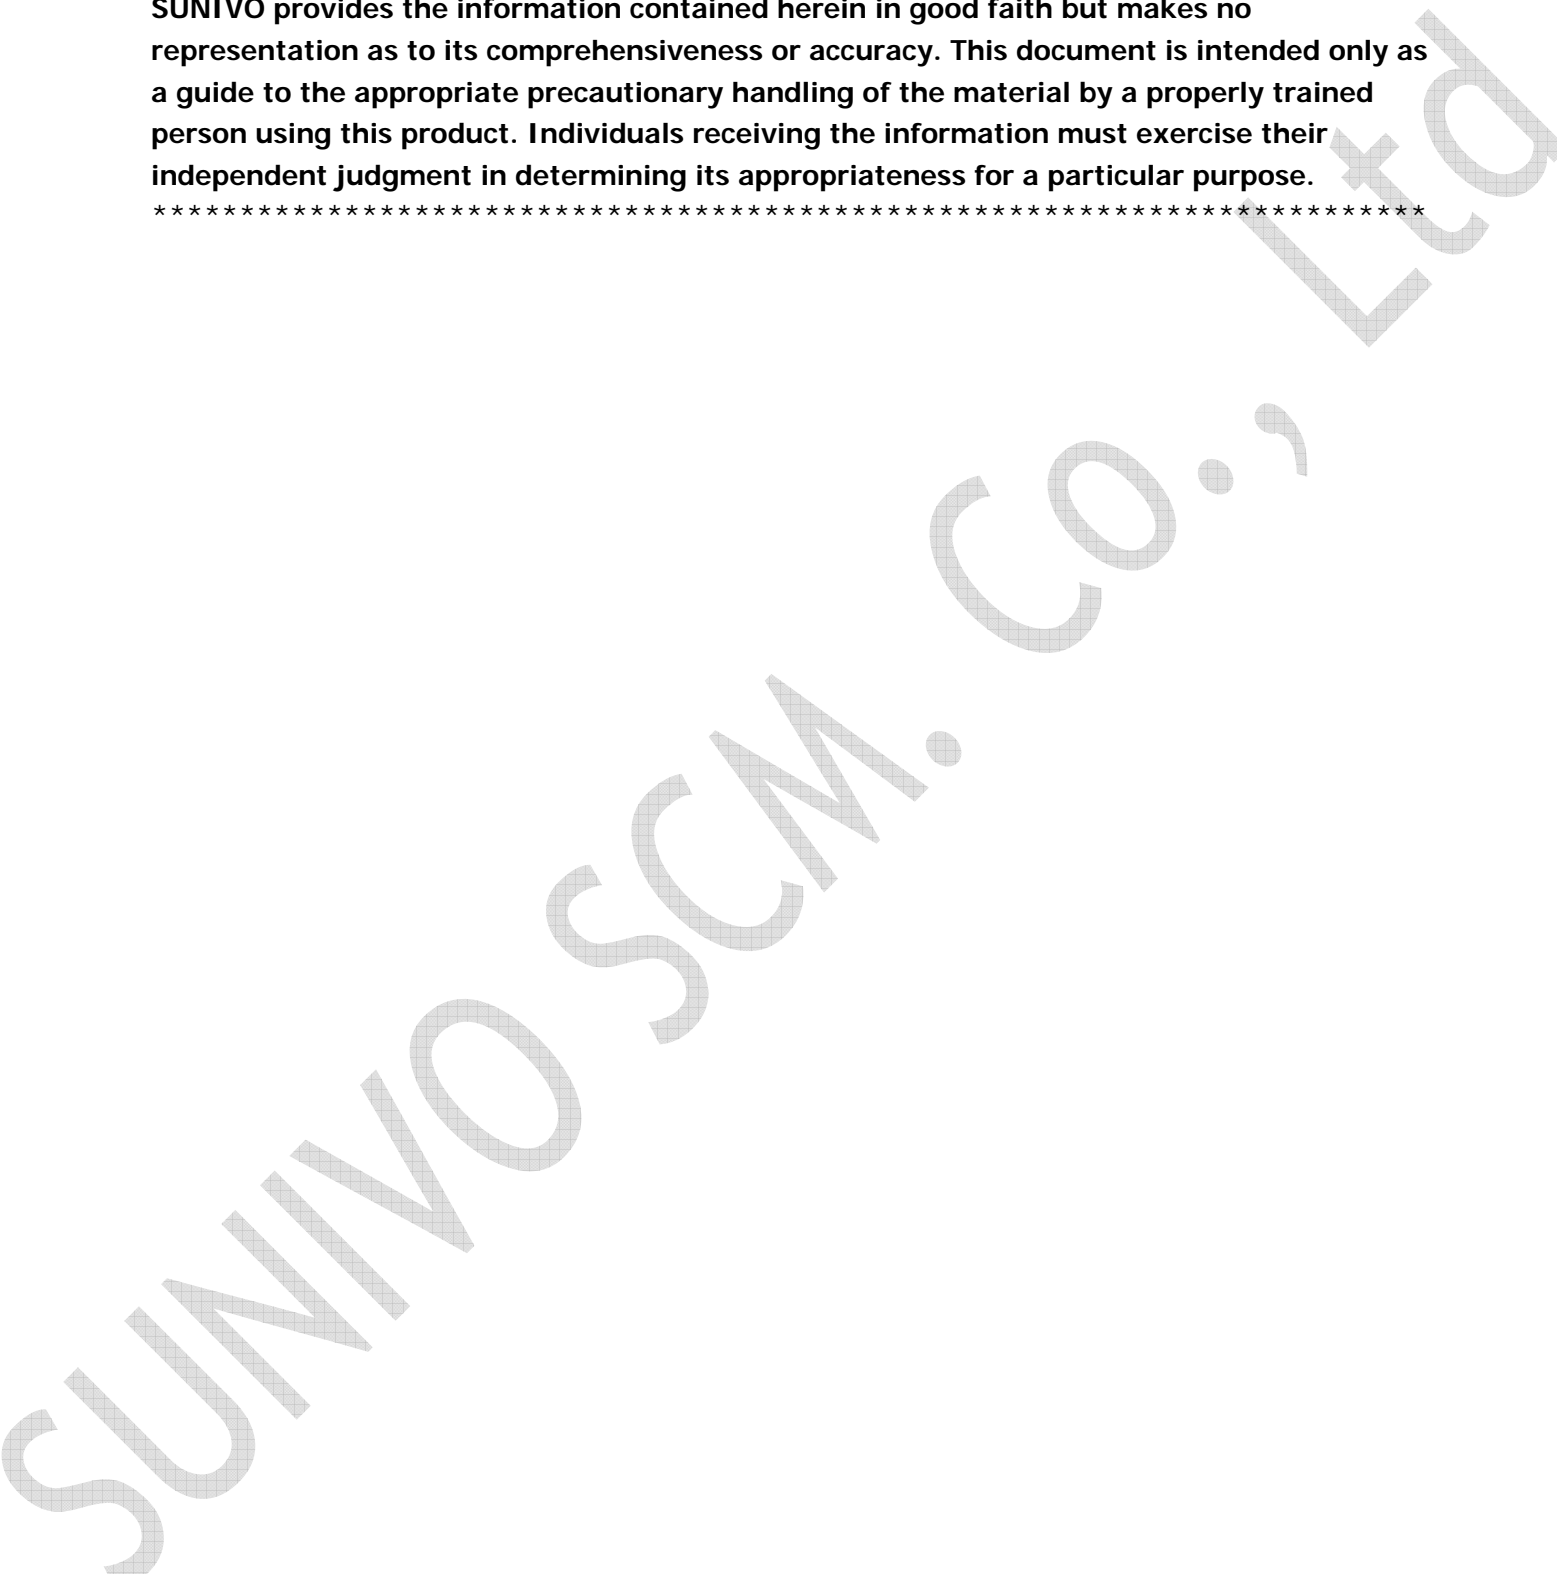 SUNIVO provides the information contained herein in good faith but makes no
representation as to its comprehensiveness or accuracy. This document is intended only as
a guide to the appropriate precautionary handling of the material by a properly trained
person using this product. Individuals receiving the information must exercise their
independent judgment in determining its appropriateness for a particular purpose.
*************************************************************************
SUNIVO SCM. Co., Ltd